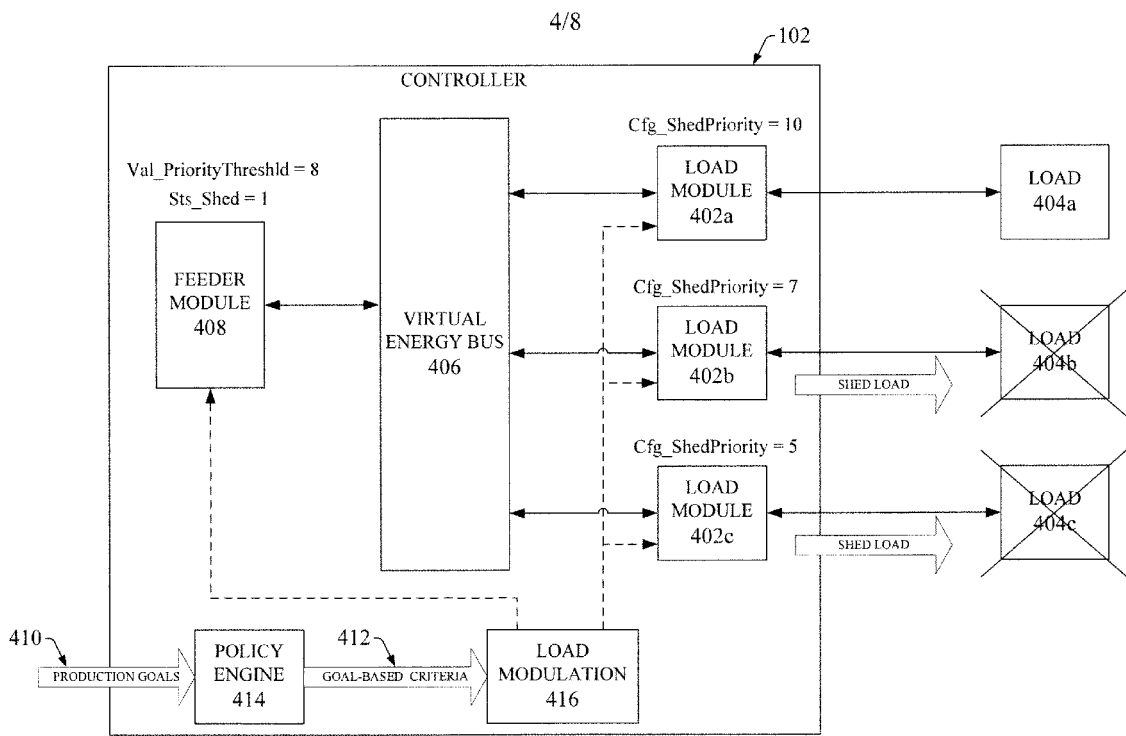 4/8
102
CONTROLLER
Cfg_ShedPriority = 10
Val_PriorityThreshld = 8
Sts_Shed = 1
LOAD
MODULE
402a
LOAD
404a
FEEDER
MODULE
408
VIRTUAL
ENERGY BUS
406
Cfg_ShedPriority = 7
LOAD
MODULE
402b
LOAD
404b
SHED LOAD
Cfg_ShedPriority = 5
LOAD
MODULE
402c
LOAD
404c
SHED LOAD
410
PRODUCTION GOALS
POLICY
ENGINE
414
412
GOAL-BASED CRITERIA
LOAD
MODULATION
416